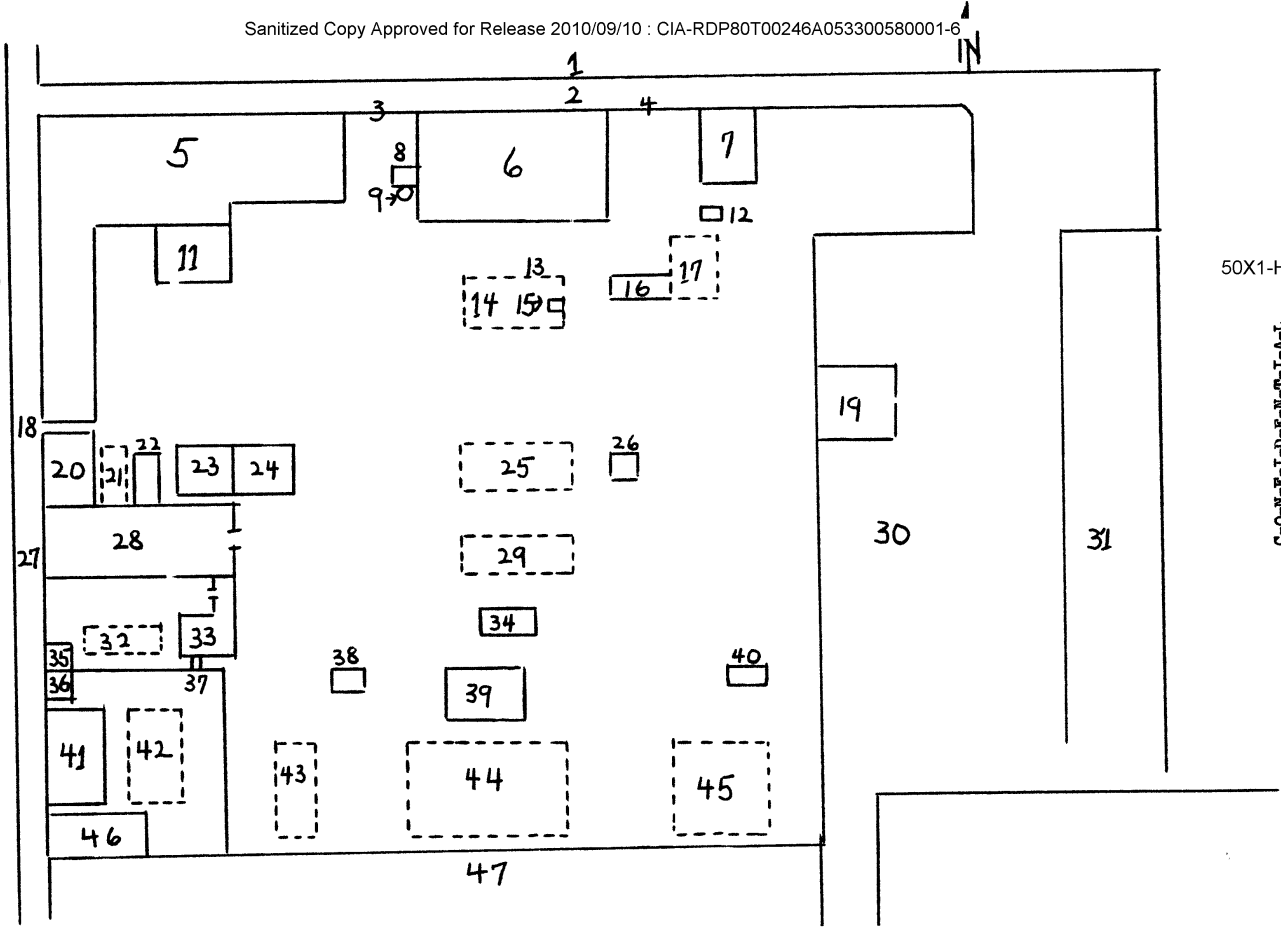 Sanitized Copy Approved for Release 2010/09/10 : CIA-RDP80T00246A053300580001-6
N
1
2
3 4
5 6 7
8
9
11
12
13
14 15 16 17
50X1-H
C-O-N-F-I-D-E-N-T-I-A-L
18
19
20 21 22 23 24 25 26
27 28 29 30 31
32 33 34
35
36 37
38 39 40
41 42 43 44 45
46
47